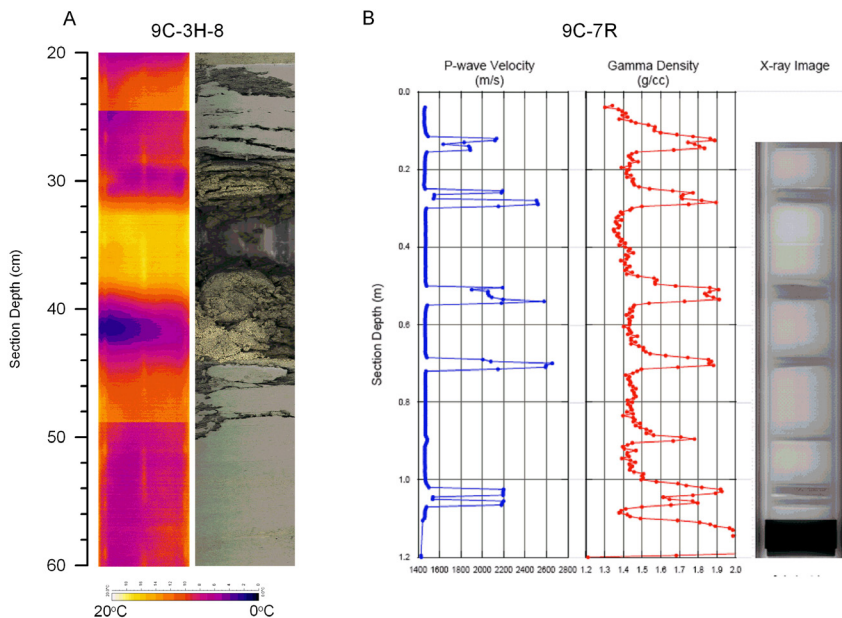 A
9C-3H-8
20
30
40
50
60
Section Depth (cm)
20°C
0°C
B
9C-7R
P-wave Velocity
(m/s)
Gamma Density
(g/cc)
X-ray Image
0.0
0.2
0.4
0.6
0.8
1.0
1.2
Section Depth (m)
1400 1600 1800 2000 2200 2400 2600 2800
1.2 1.3 1.4 1.5 1.6 1.7 1.8 1.9 2.0